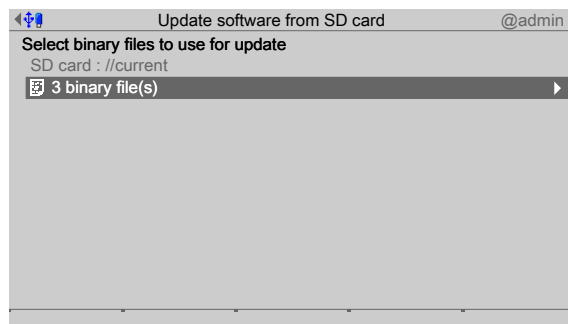 Update software from SD card @admin
Select binary files to use for update
SD card : //current
3 binary file(s)